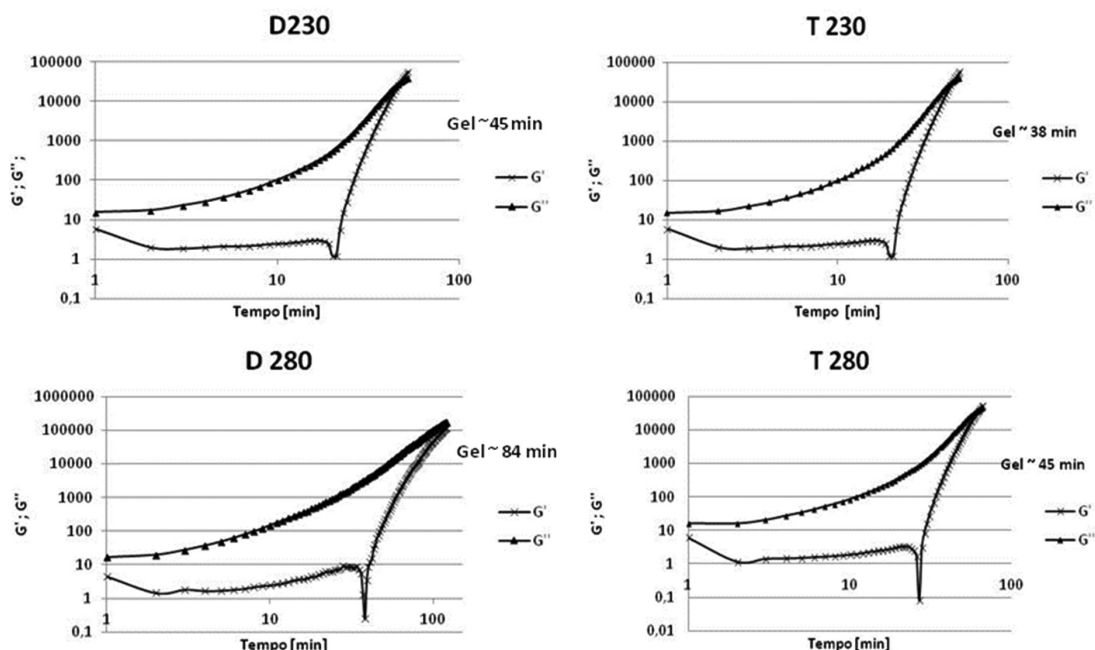 D230
100000
10000
1000
100
10
1
0,1
G' ; G'' ;
1
10
100
Tempo [min]
Gel ~ 45 min
G'
G''
T 230
100000
10000
1000
100
10
1
0,1
G' ; G''
1
10
100
Tempo [min]
Gel ~ 38 min
G'
G''
D 280
1000000
100000
10000
1000
100
10
1
0,1
G' ; G''
1
10
100
Tempo [min]
Gel ~ 84 min
G'
G''
T 280
100000
10000
1000
100
10
1
0,1
0,01
G' ; G''
1
10
100
Tempo [min]
Gel ~ 45 min
G'
G''